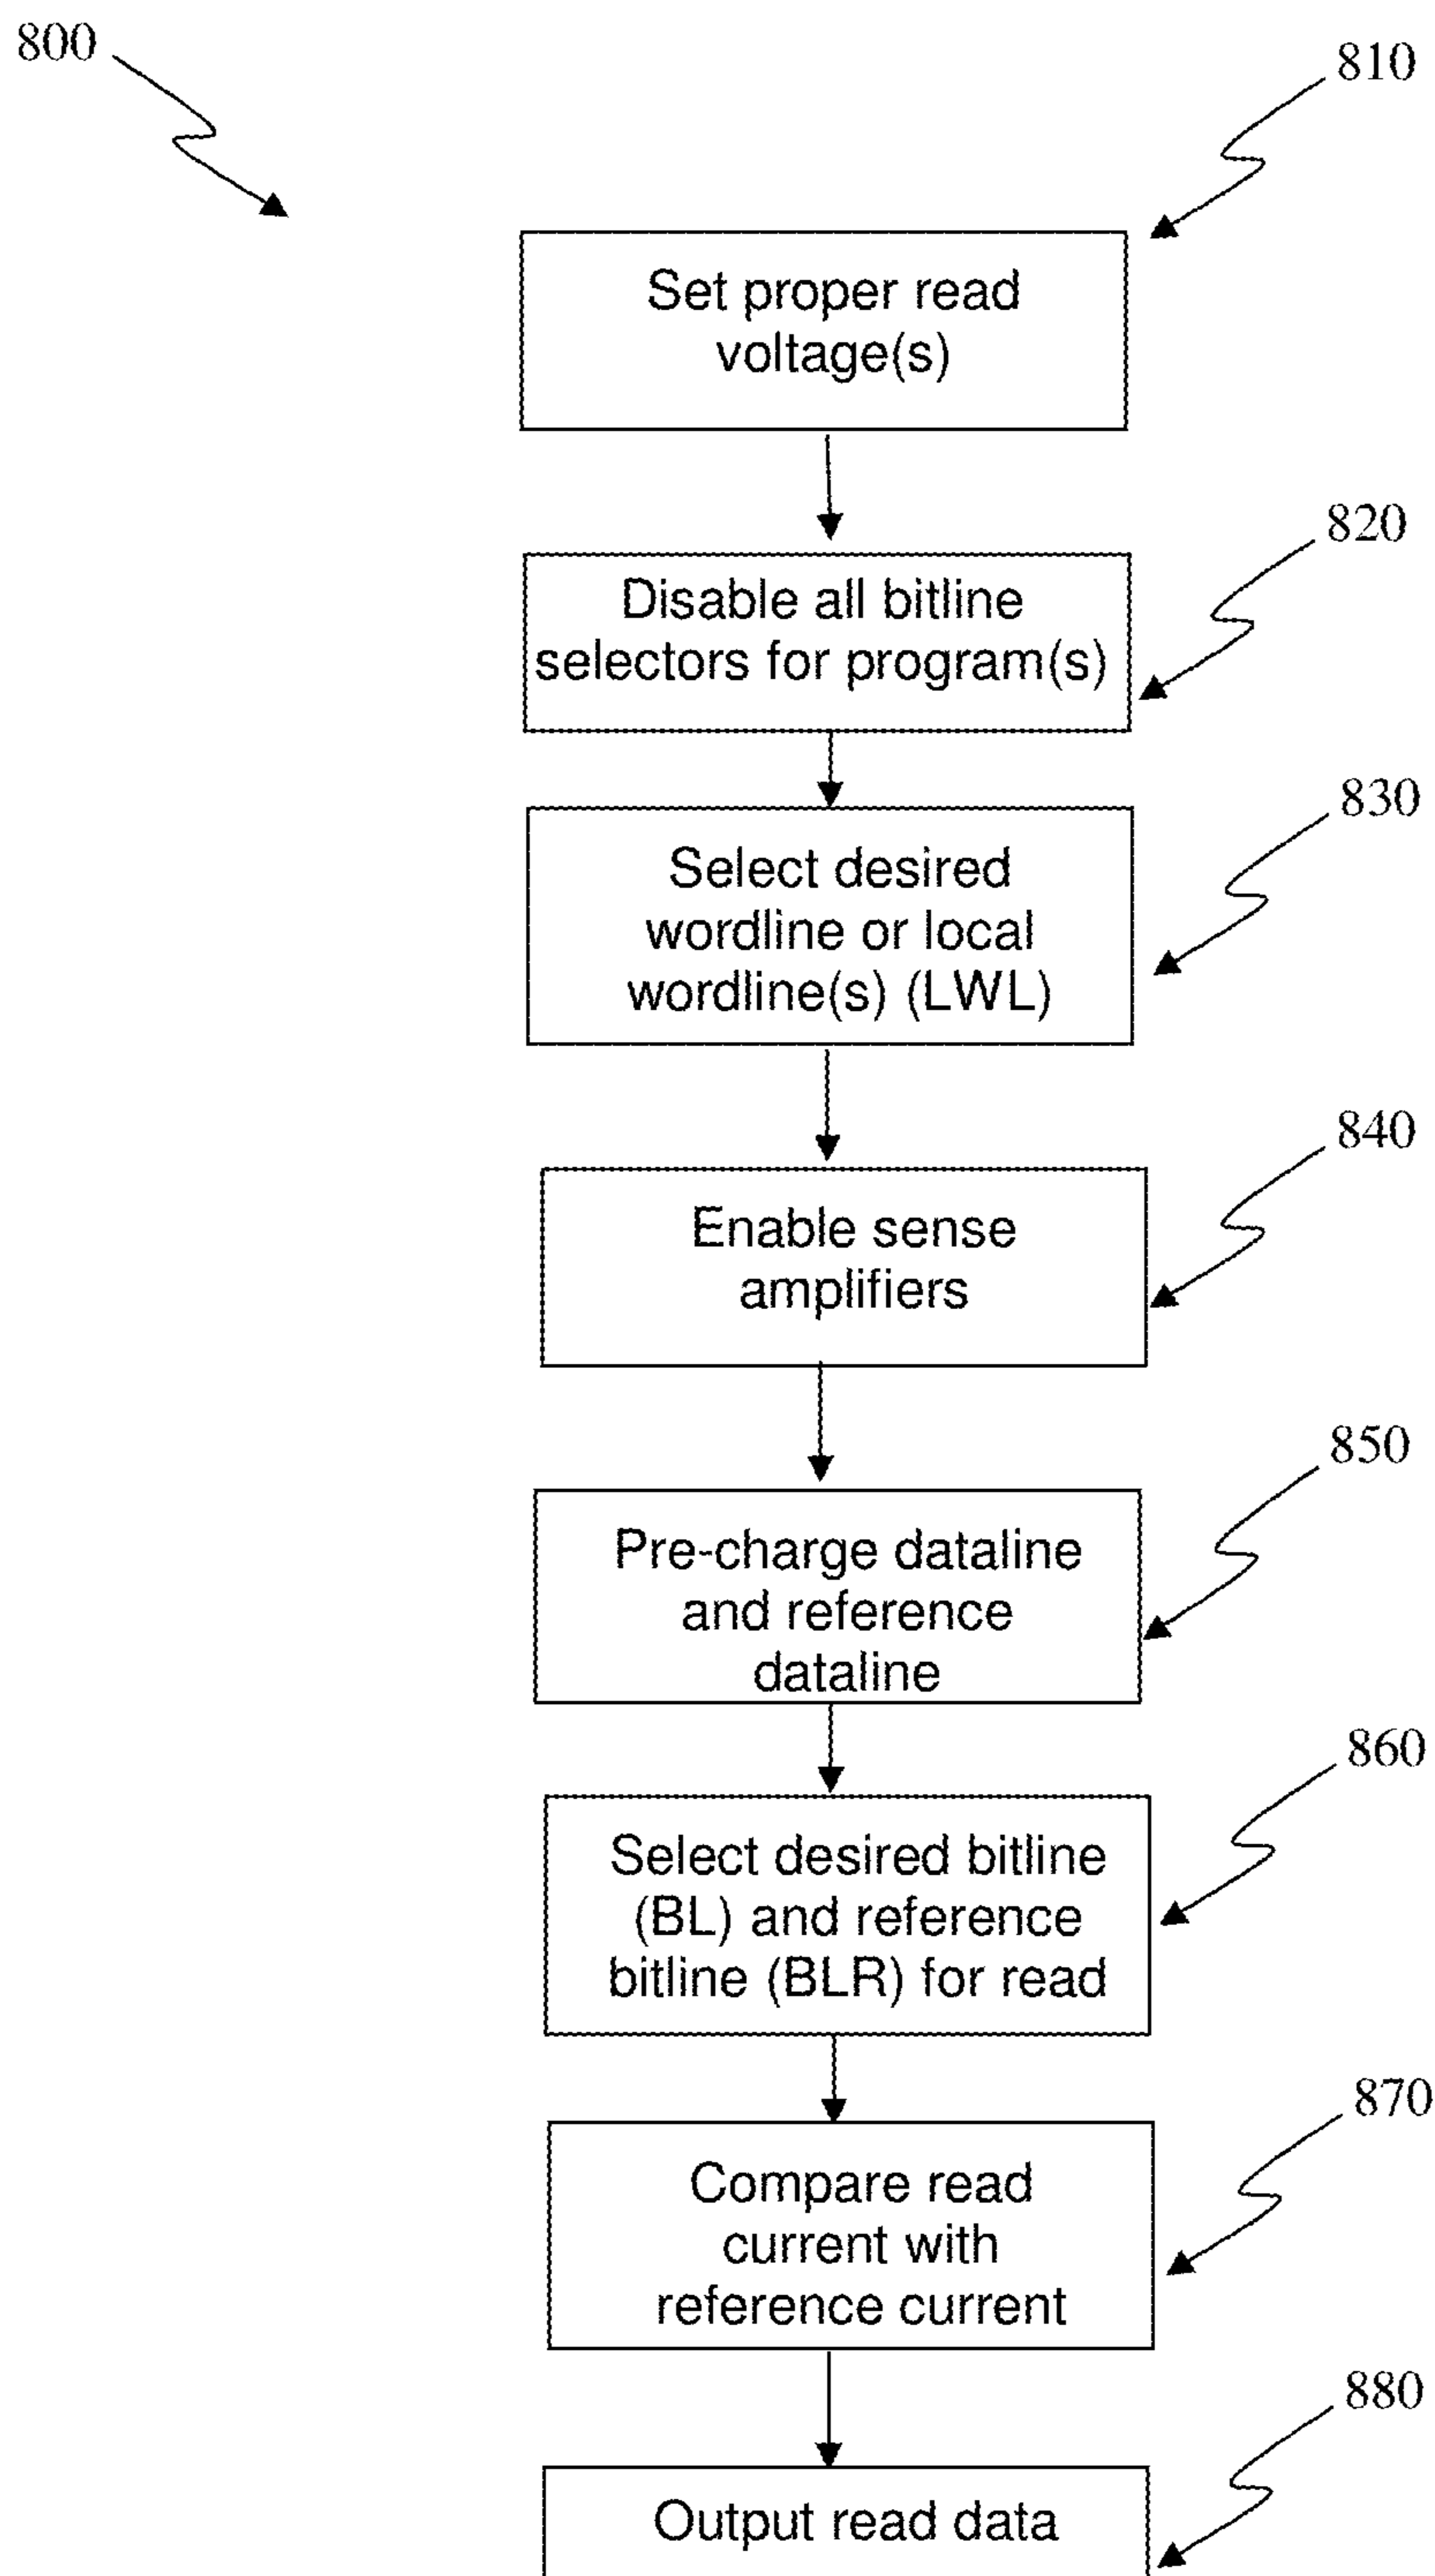 800
810
Set proper read
voltage(s)
820
Disable all bitline
selectors for program(s)
830
Select desired
wordline or local
wordline(s) (LWL)
840
Enable sense
amplifiers
850
Pre-charge dataline
and reference
dataline
860
Select desired bitline
(BL) and reference
bitline (BLR) for read
870
Compare read
current with
reference current
880
Output read data